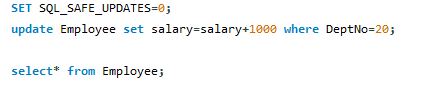 SET SQL_SAFE_UPDATES=0;
update Employee set salary=salary+1000 where DeptNo=20;
select* from Employee;